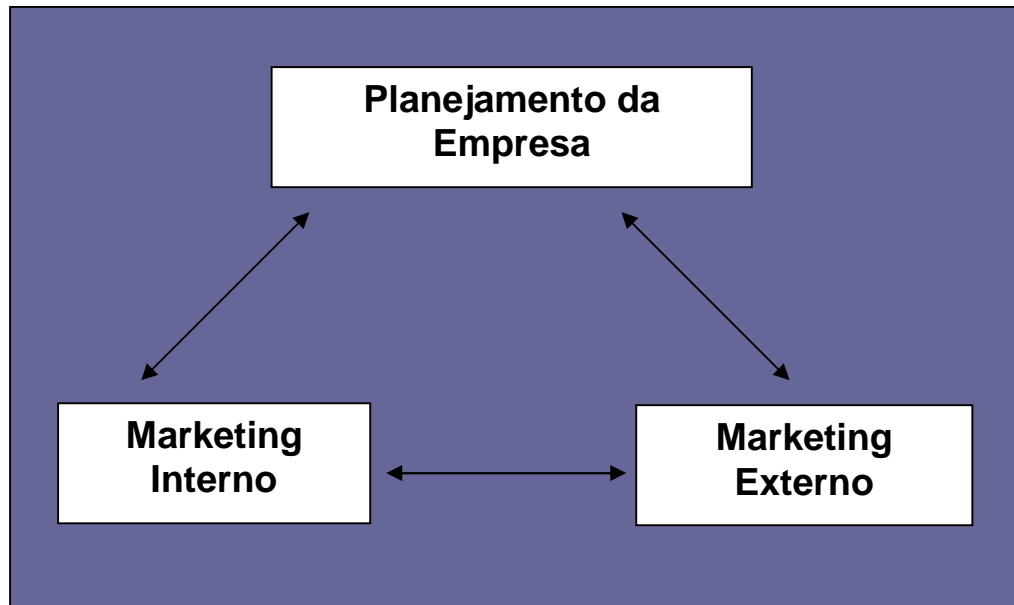 Planejamento da
Empresa
Marketing
Interno
Marketing
Externo